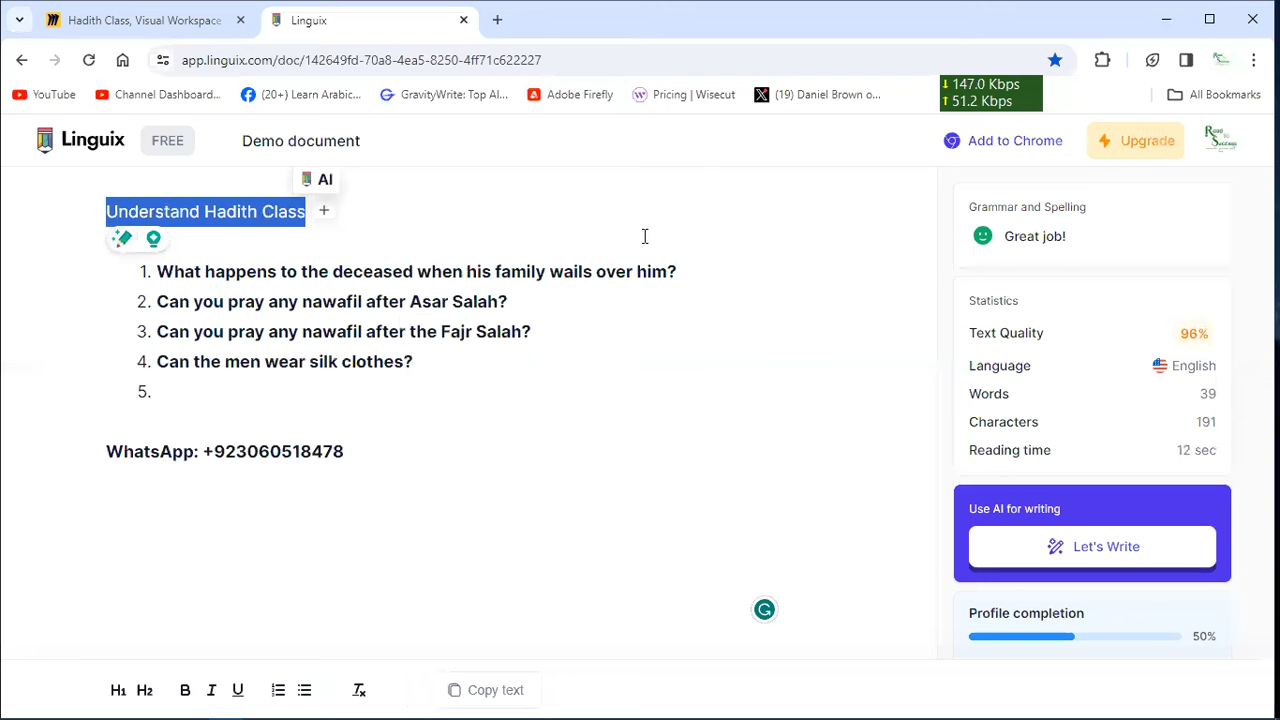 Hadith Class, Visual Workspace
Linguix
app.linguix.com/doc/142649fd-70a8-4ea5-8250-4ff71c622227
YouTube
Channel Dashboard...
(20+) Learn Arabic...
GravityWrite: Top AI...
Adobe Firefly
Pricing | Wisecut
(19) Daniel Brown o...
↓ 147.0 Kbps
↑ 51.2 Kbps
All Bookmarks
Linguix
FREE
Demo document
Add to Chrome
Upgrade
Road
To
Success
AI
Understand Hadith Class
1. What happens to the deceased when his family wails over him?
2. Can you pray any nawafil after Asar Salah?
3. Can you pray any nawafil after the Fajr Salah?
4. Can the men wear silk clothes?
5.
WhatsApp: +923060518478
Grammar and Spelling
Great job!
Statistics
Text Quality 96%
Language English
Words 39
Characters 191
Reading time 12 sec
Use AI for writing
Let's Write
Profile completion
50%
H1 H2 B I U
Copy text